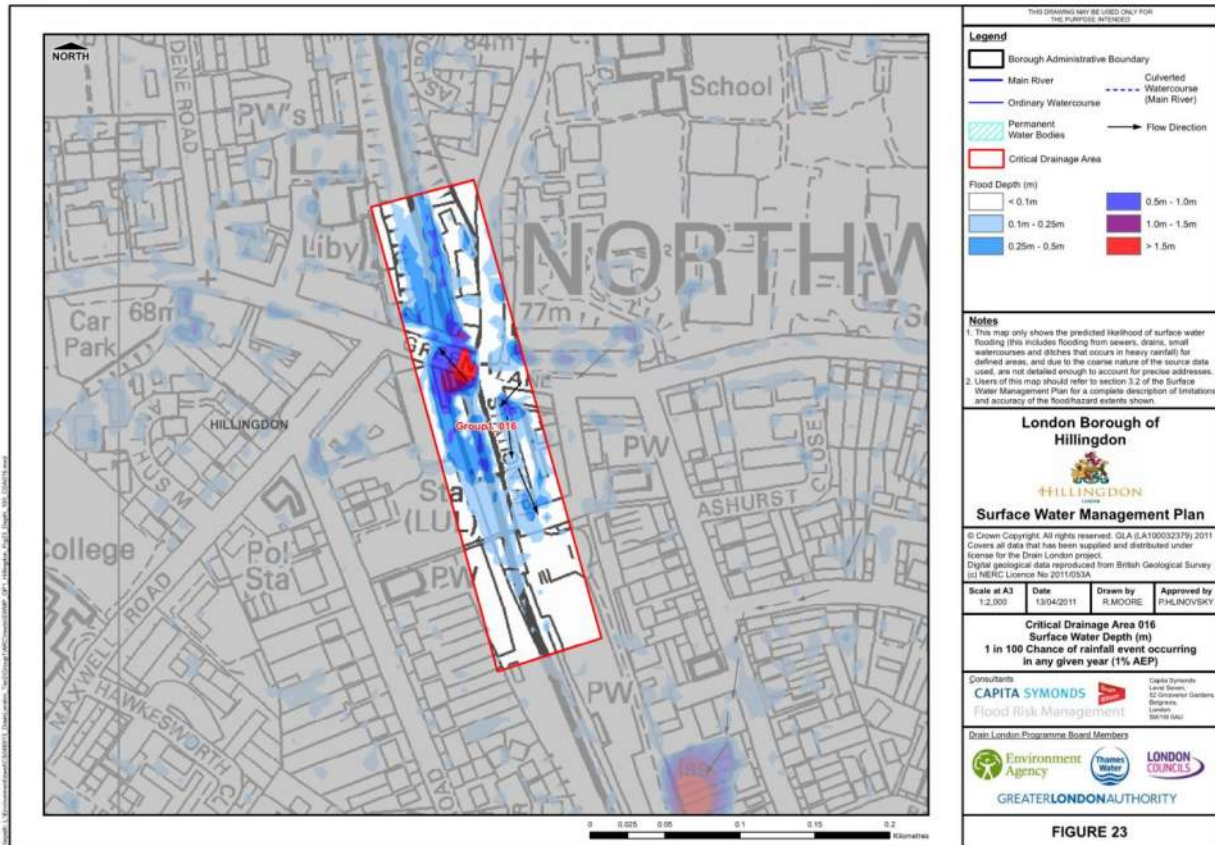 NORTH
84m
DENE ROAD
School
PW's
Liby
NORTHW
68m
77m
Car
Park
LANE
HILLINGDON
Group1_016
PW
CLOSE
ASHURST
Sta
(LUL)
College
Pol
Sta
PW
MAXWELL ROAD
HAWKESWORTH
PW
0 0.025 0.05 0.1 0.15 0.2
Kilometres
THIS DRAWING MAY BE USED ONLY FOR
THE PURPOSE INTENDED
Legend
Borough Administrative Boundary
Main River
Culverted
Watercourse
(Main River)
Ordinary Watercourse
Permanent
Water Bodies
Flow Direction
Critical Drainage Area
Flood Depth (m)
< 0.1m
0.5m - 1.0m
0.1m - 0.25m
1.0m - 1.5m
0.25m - 0.5m
> 1.5m
Notes
1. This map only shows the predicted likelihood of surface water
flooding (this includes flooding from sewers, drains, small
watercourses and ditches that occurs in heavy rainfall) for
defined areas, and due to the coarse nature of the source data
used, are not detailed enough to account for precise addresses.
2. Users of this map should refer to section 3.2 of the Surface
Water Management Plan for a complete description of limitations
and accuracy of the flood/hazard extents shown.
London Borough of
Hillingdon
HILLINGDON
LONDON
Surface Water Management Plan
© Crown Copyright. All rights reserved. GLA (LA100032379) 2011
Covers all data that has been supplied and distributed under
license for the Drain London project.
Digital geological data reproduced from British Geological Survey
(c) NERC Licence No 2011/053A
Scale at A3 Date Drawn by Approved by
1:2,000 13/04/2011 R.MOORE P.HLINOVSKY
Critical Drainage Area 016
Surface Water Depth (m)
1 in 100 Chance of rainfall event occurring
in any given year (1% AEP)
Consultants
CAPITA SYMONDS
Flood Risk Management
Capita Symonds
Level Seven,
52 Grosvenor Gardens,
Belgravia,
London
SW1W 0AU
Drain London Programme Board Members
Environment
Agency
Thames
Water
LONDON
COUNCILS
GREATERLONDONAUTHORITY
FIGURE 23